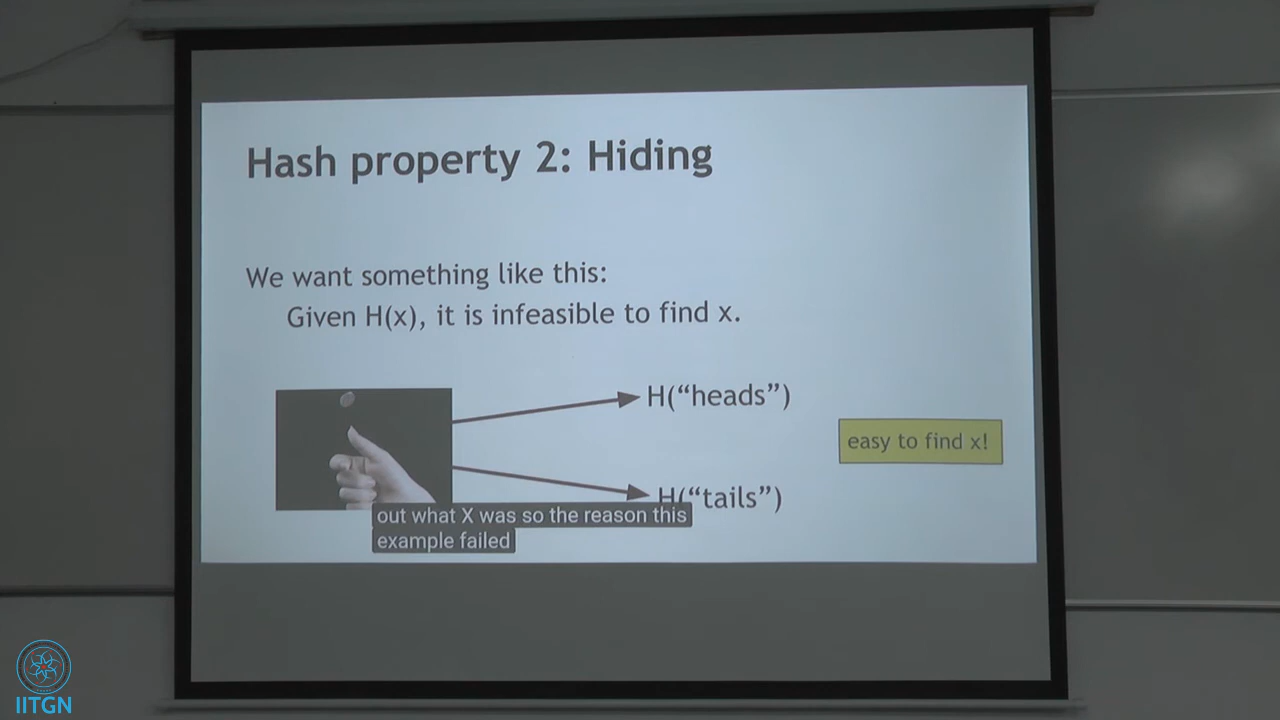 Hash property 2: Hiding
We want something like this:
Given H(x), it is infeasible to find x.
H(“heads”)
easy to find x!
H(“tails”)
out what X was so the reason this
example failed
IITGN